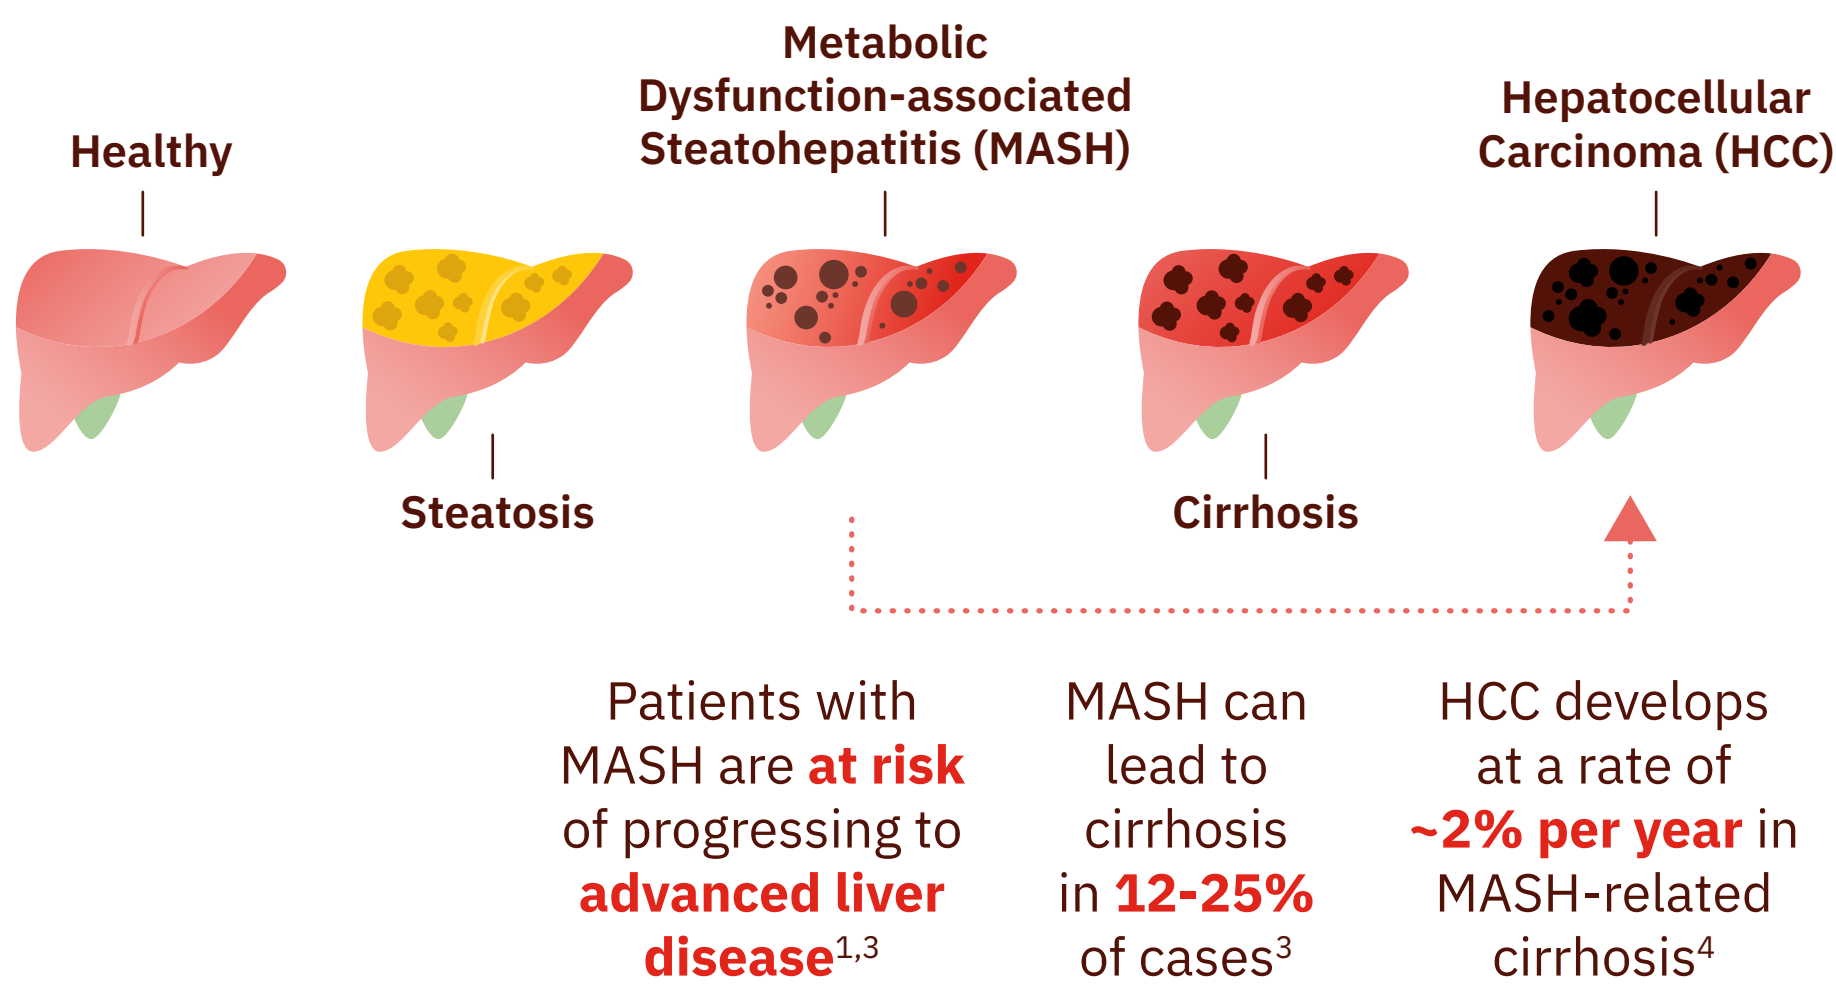 Healthy
Metabolic
Dysfunction-associated
Steatohepatitis (MASH)
Hepatocellular
Carcinoma (HCC)
Steatosis
Cirrhosis
Patients with
MASH are at risk
of progressing to
advanced liver
disease¹,³
MASH can
lead to
cirrhosis
in 12-25%
of cases³
HCC develops
at a rate of
~2% per year in
MASH-related
cirrhosis⁴